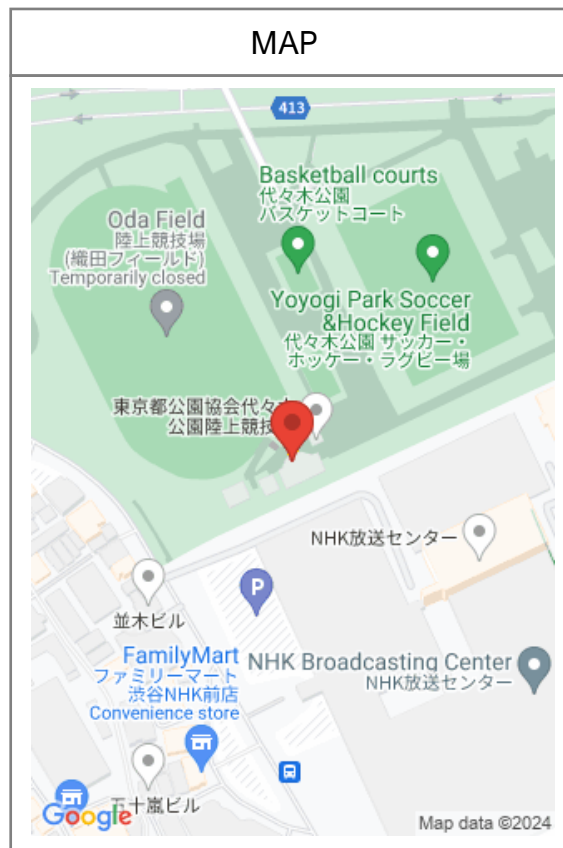 MAP
413
Basketball courts
代々木公園
バスケットコート
Oda Field
陸上競技場
(織田フィールド)
Temporarily closed
Yoyogi Park Soccer
&Hockey Field
代々木公園 サッカー・
ホッケー・ラグビー場
東京都公園協会代々木
公園陸上競技
NHK放送センター
P
並木ビル
FamilyMart
ファミリーマート
渋谷NHK前店
Convenience store
NHK Broadcasting Center
NHK放送センター
五十嵐ビル
Google
Map data ©2024